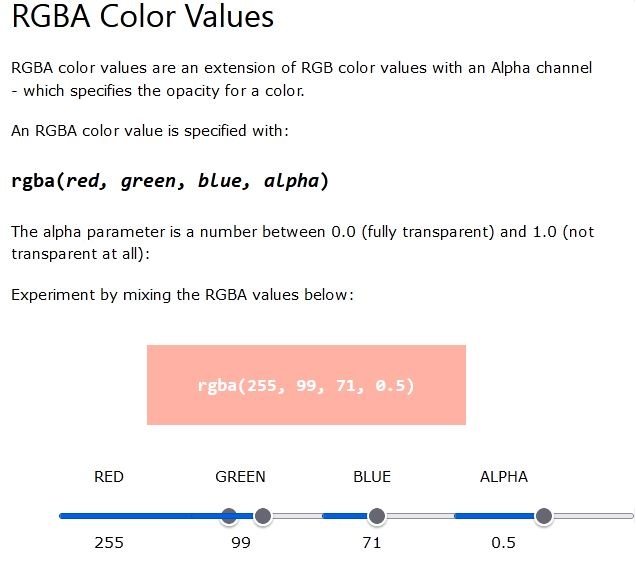 RGBA Color Values
RGBA color values are an extension of RGB color values with an Alpha channel
- which specifies the opacity for a color.
An RGBA color value is specified with:
rgba(red, green, blue, alpha)
The alpha parameter is a number between 0.0 (fully transparent) and 1.0 (not
transparent at all):
Experiment by mixing the RGBA values below:
rgba(255, 99, 71, 0.5)
RED GREEN BLUE ALPHA
255 99 71 0.5